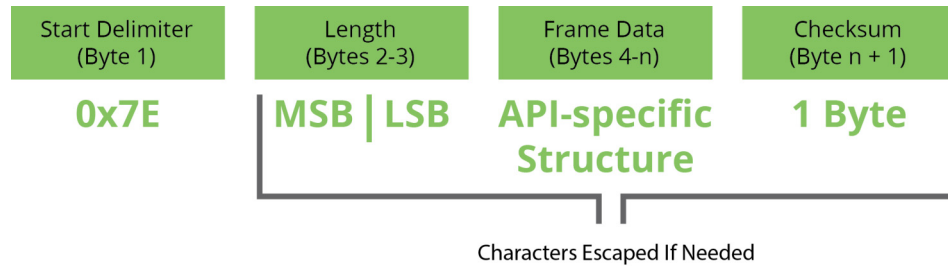 Start Delimiter
(Byte 1)
Length
(Bytes 2-3)
Frame Data
(Bytes 4-n)
Checksum
(Byte n + 1)
0x7E
MSB | LSB
API-specific
Structure
1 Byte
Characters Escaped If Needed